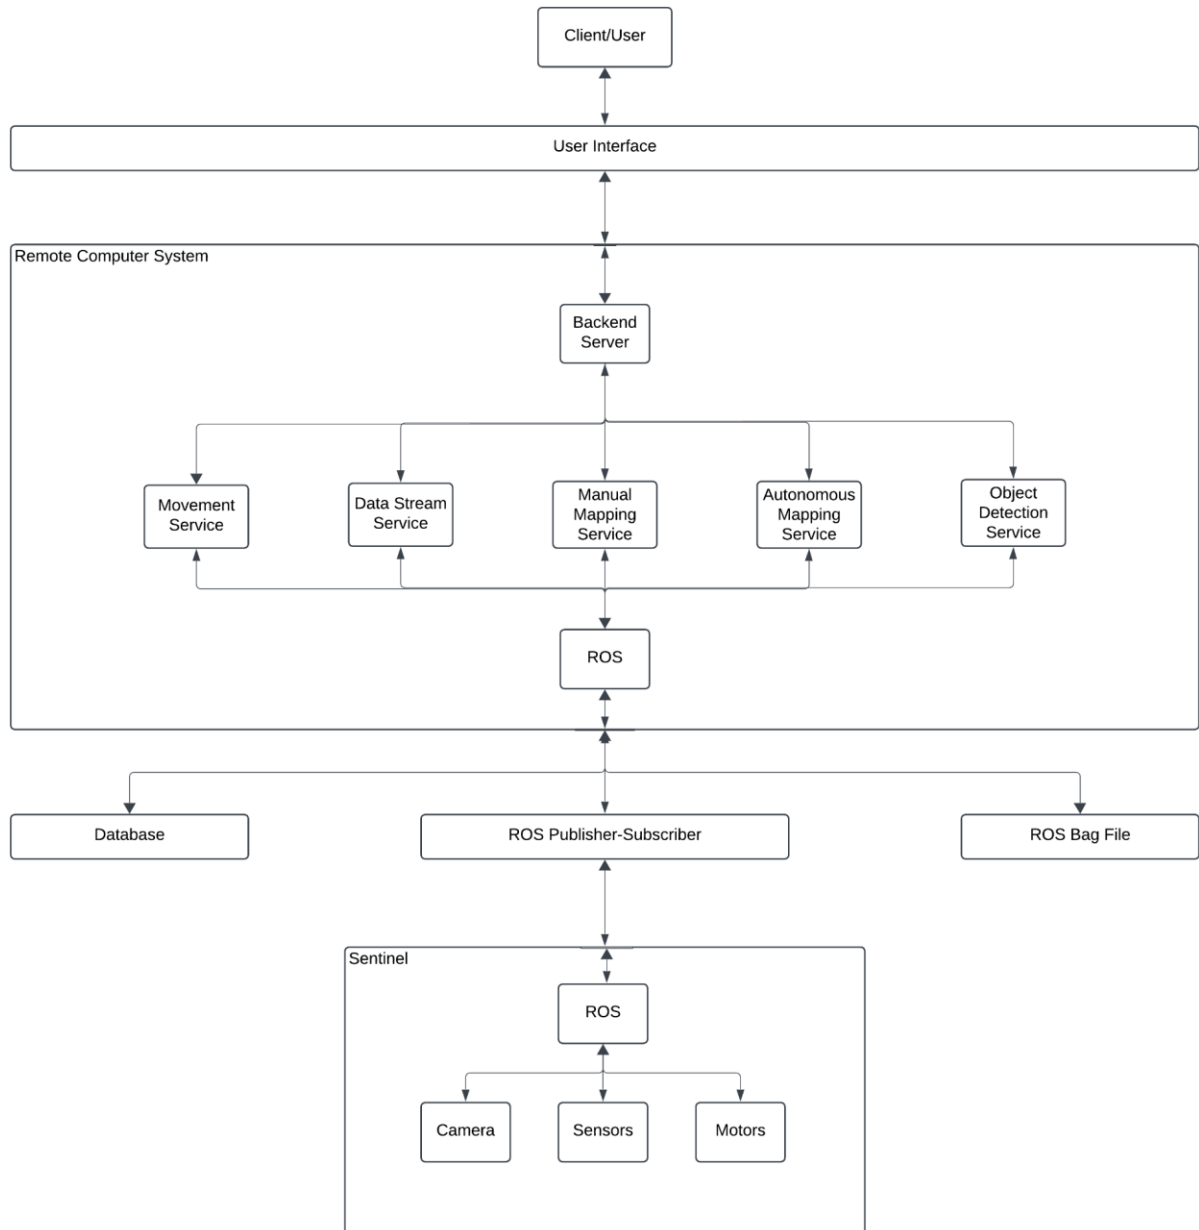 Client/User
User Interface
Remote Computer System
Backend
Server
Movement
Service
Data Stream
Service
Manual
Mapping
Service
Autonomous
Mapping
Service
Object
Detection
Service
ROS
Database
ROS Publisher-Subscriber
ROS Bag File
Sentinel
ROS
Camera
Sensors
Motors